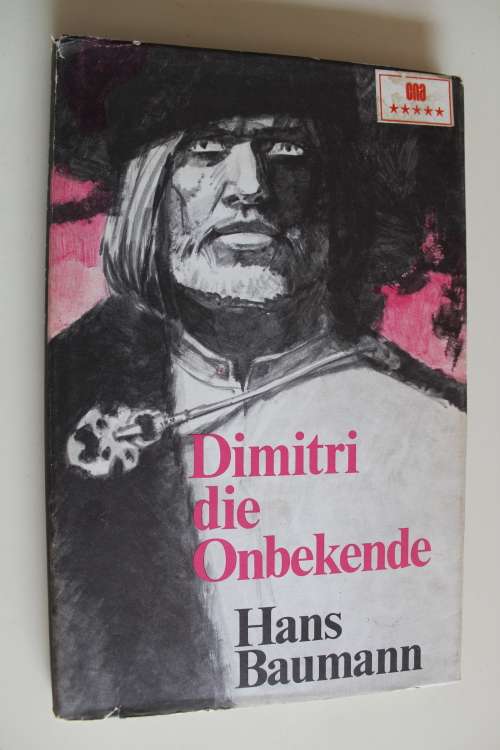 cna
★★★★★
Dimitri
die
Onbekende
Hans
Baumann